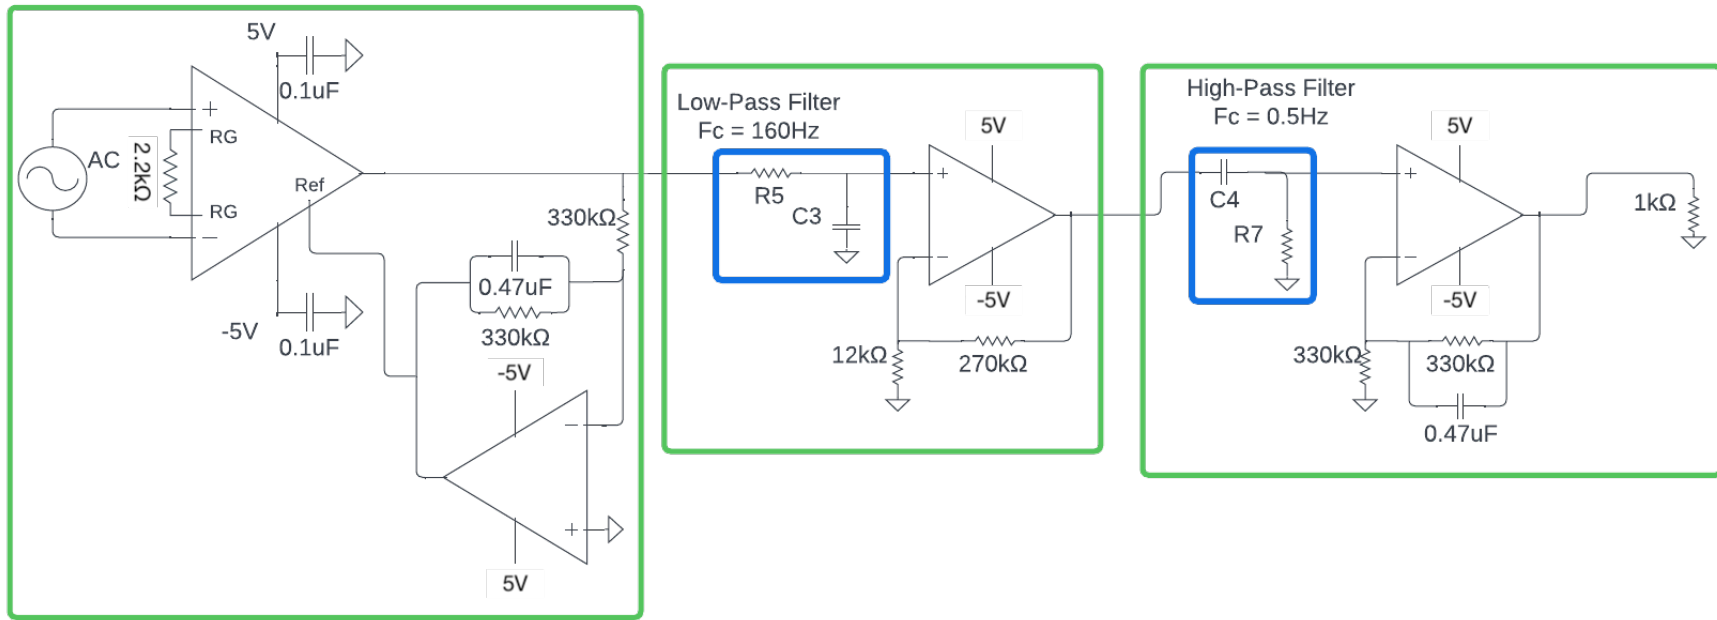 5V
0.1uF
+
RG
AC
2.2kΩ
Ref
RG
−
-5V
0.1uF
330kΩ
0.47uF
330kΩ
-5V
−
+
5V
Low-Pass Filter
Fc = 160Hz
R5
C3
5V
+
−
-5V
12kΩ
270kΩ
High-Pass Filter
Fc = 0.5Hz
C4
R7
5V
+
−
-5V
330kΩ
330kΩ
0.47uF
1kΩ